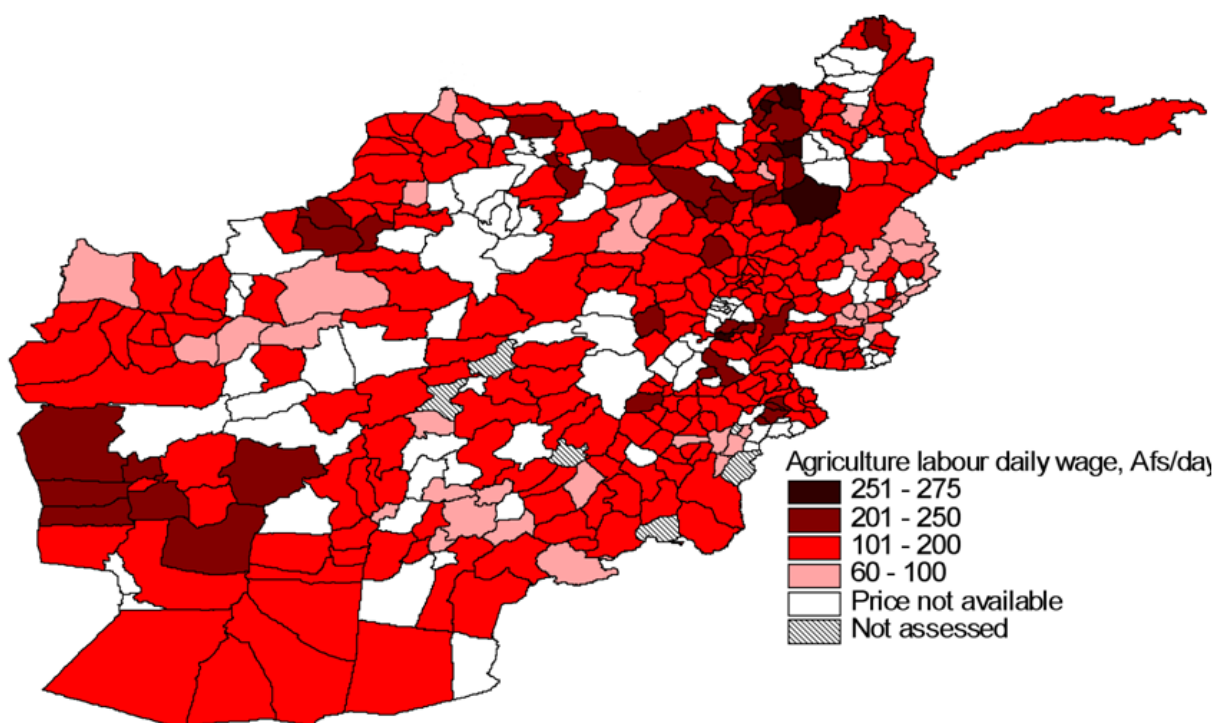 Agriculture labour daily wage, Afs/day
251 - 275
201 - 250
101 - 200
60 - 100
Price not available
Not assessed